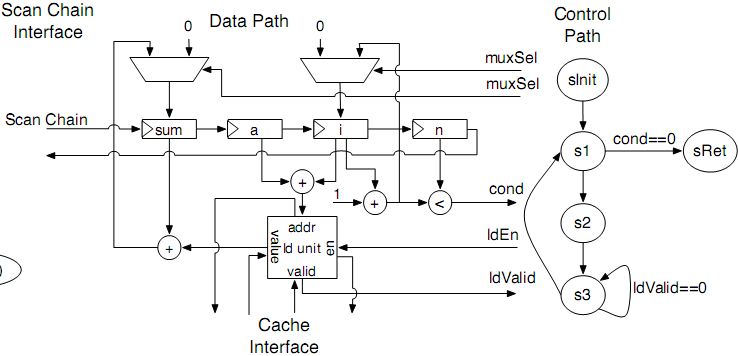 Scan Chain
Interface
Data Path
Control
Path
0
0
muxSel
muxSel
sInit
Scan Chain
sum
a
i
n
s1
cond==0
sRet
+
1
+
<
cond
s2
addr
value
ld unit
en
valid
+
ldEn
ldValid
s3
ldValid==0
Cache
Interface